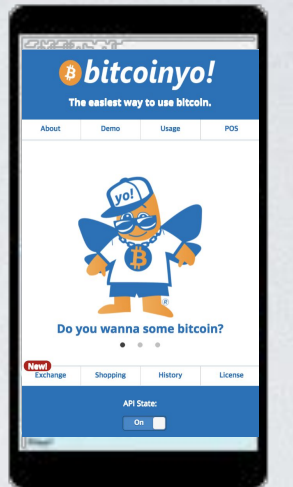 bitcoinyo!
The easiest way to use bitcoin.
About Demo Usage POS
yo!
B
®
Do you wanna some bitcoin?
New!
Exchange Shopping History License
API State:
On